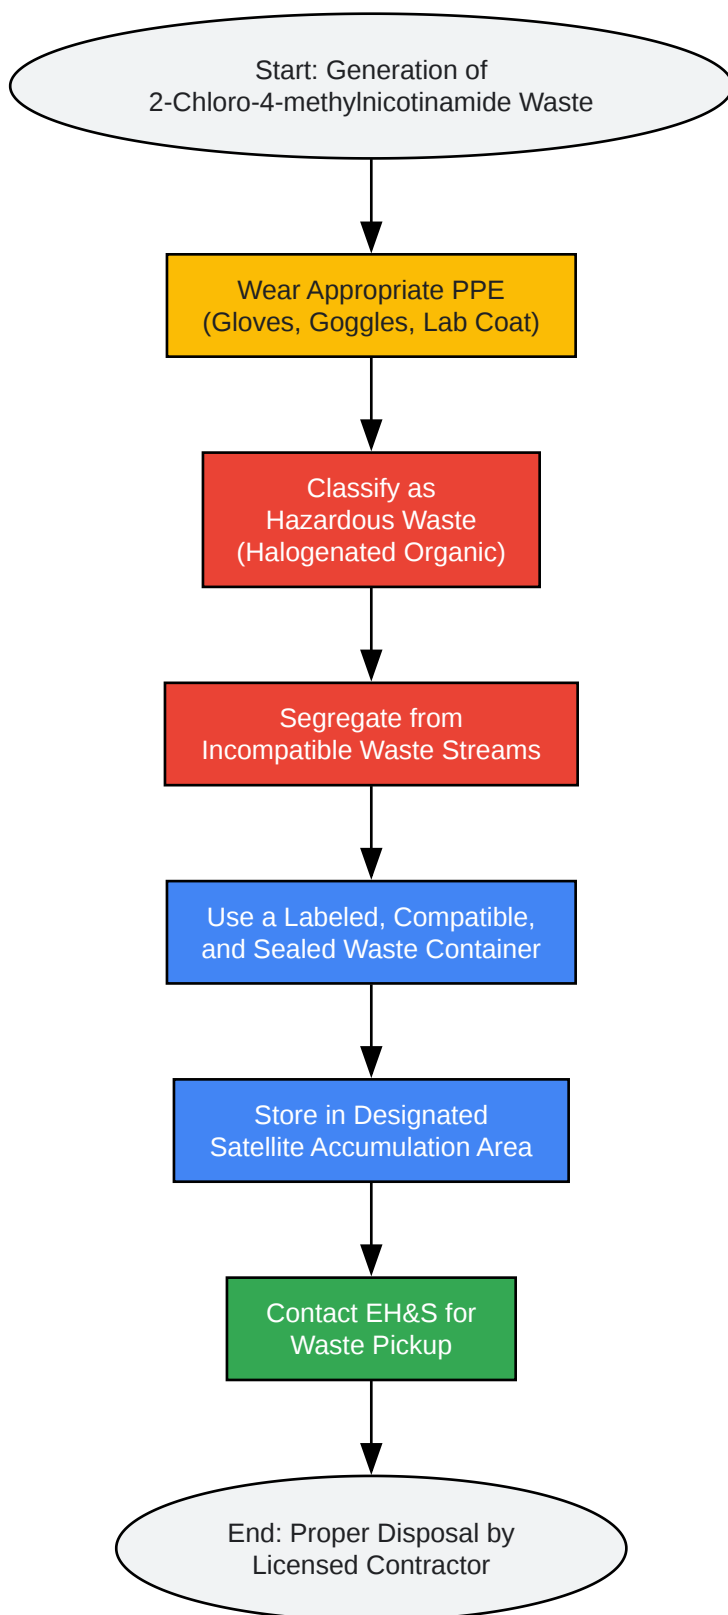 Start: Generation of
2-Chloro-4-methylnicotinamide Waste
Wear Appropriate PPE
(Gloves, Goggles, Lab Coat)
Classify as
Hazardous Waste
(Halogenated Organic)
Segregate from
Incompatible Waste Streams
Use a Labeled, Compatible,
and Sealed Waste Container
Store in Designated
Satellite Accumulation Area
Contact EH&S for
Waste Pickup
End: Proper Disposal by
Licensed Contractor